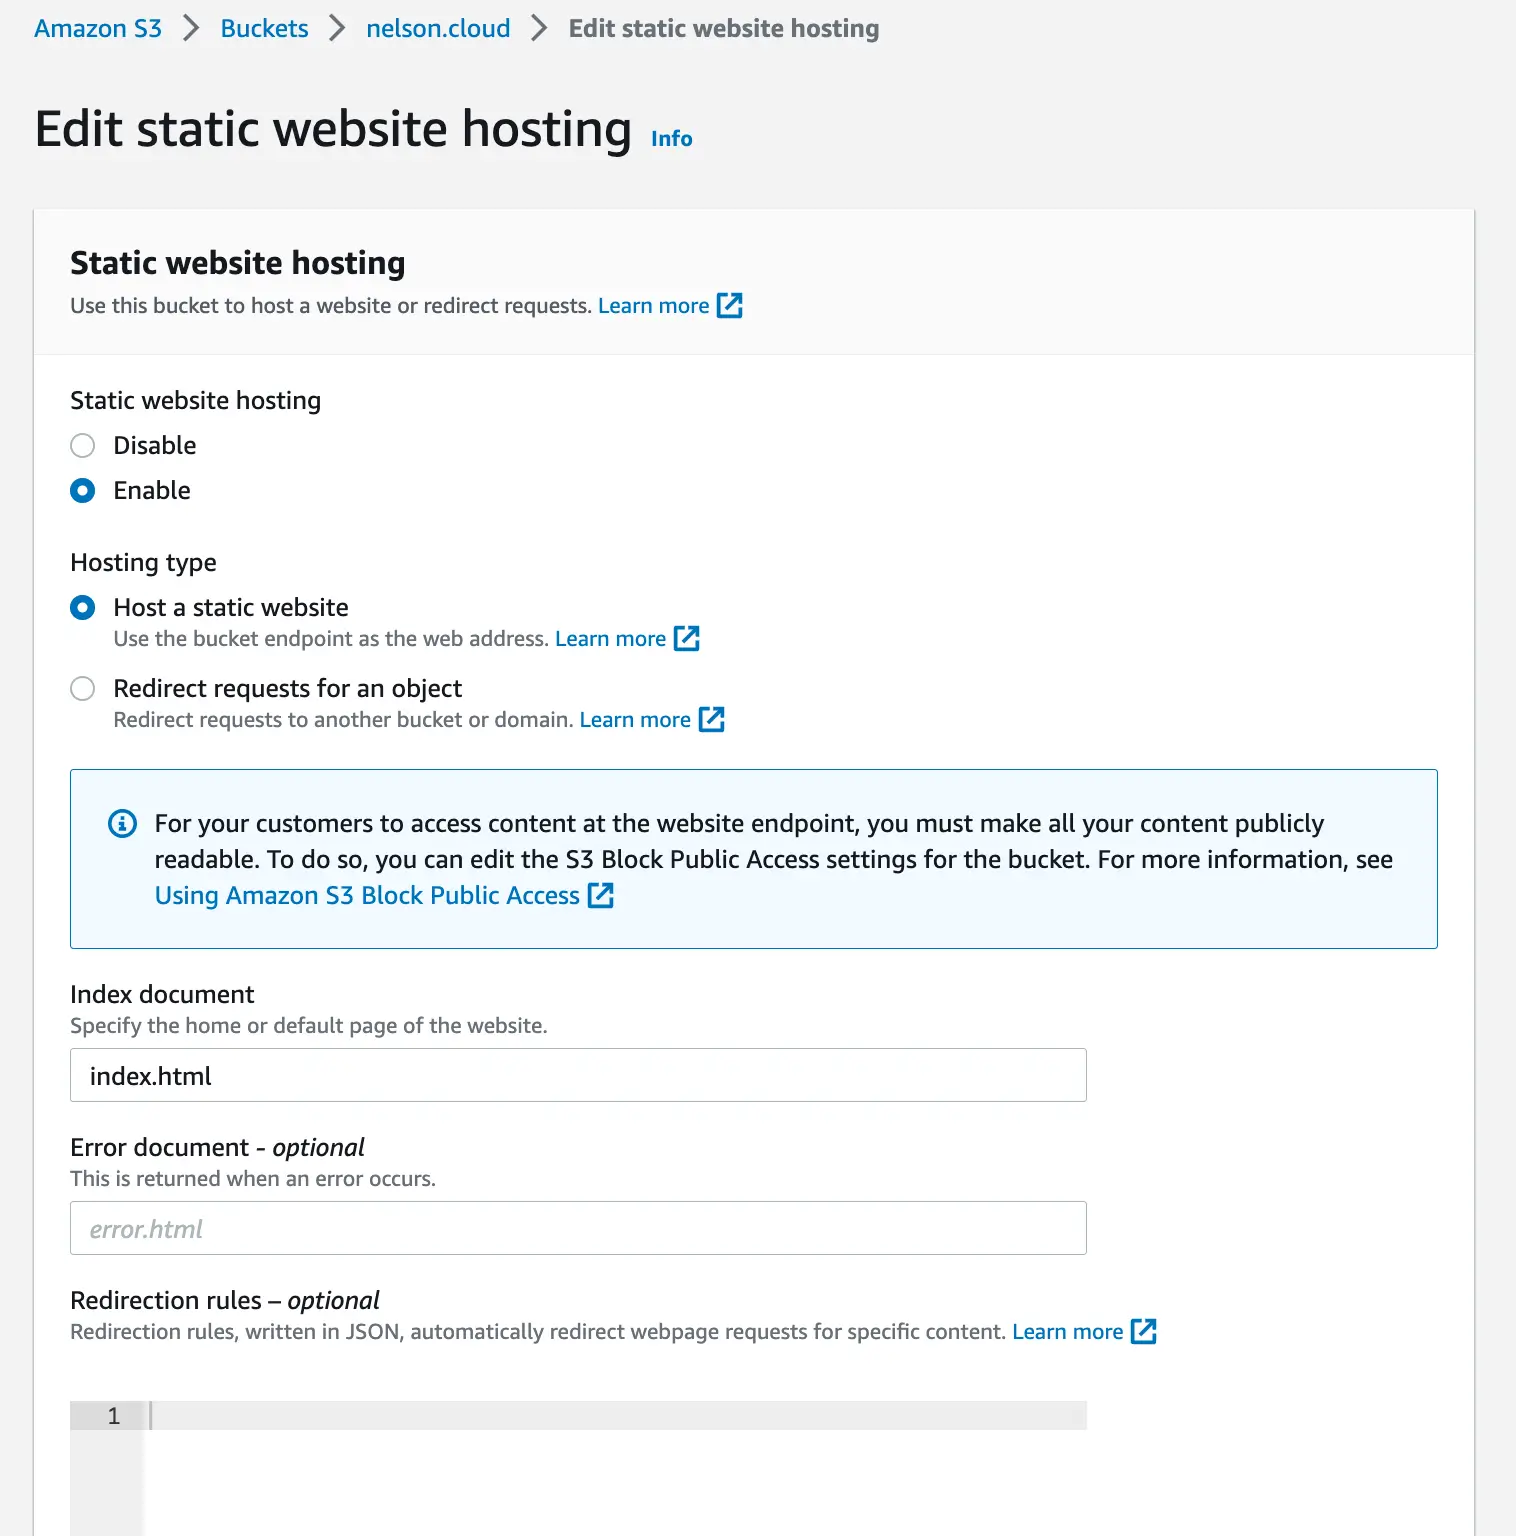 Amazon S3 > Buckets > nelson.cloud > Edit static website hosting
Edit static website hosting Info
Static website hosting
Use this bucket to host a website or redirect requests. Learn more
Static website hosting
Disable
Enable
Hosting type
Host a static website
Use the bucket endpoint as the web address. Learn more
Redirect requests for an object
Redirect requests to another bucket or domain. Learn more
For your customers to access content at the website endpoint, you must make all your content publicly
readable. To do so, you can edit the S3 Block Public Access settings for the bucket. For more information, see
Using Amazon S3 Block Public Access
Index document
Specify the home or default page of the website.
index.html
Error document - optional
This is returned when an error occurs.
error.html
Redirection rules – optional
Redirection rules, written in JSON, automatically redirect webpage requests for specific content. Learn more
1